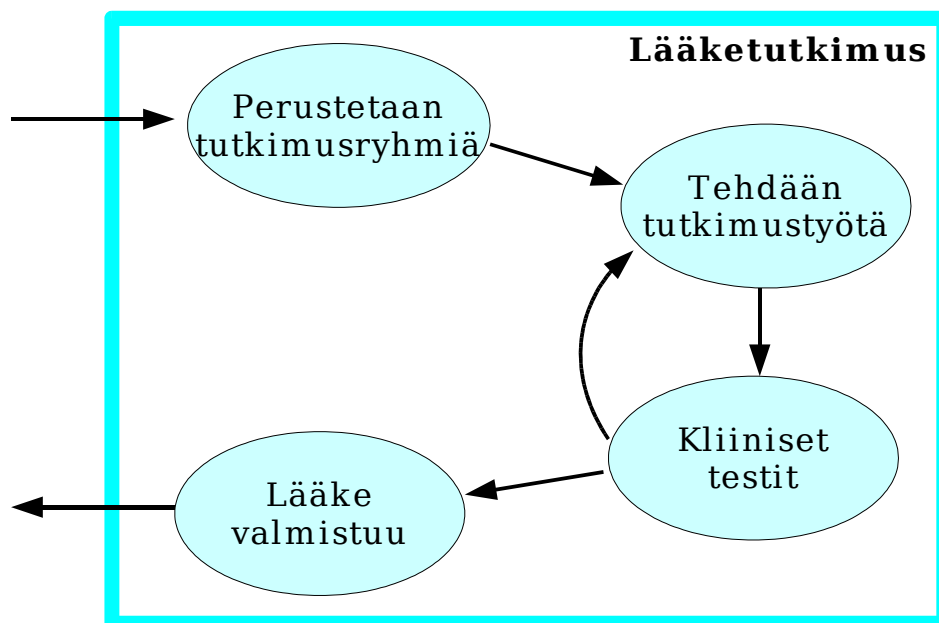 Lääketutkimus
Perustetaan
tutkimusryhmiä
Tehdään
tutkimustyötä
Kliiniset
testit
Lääke
valmistuu